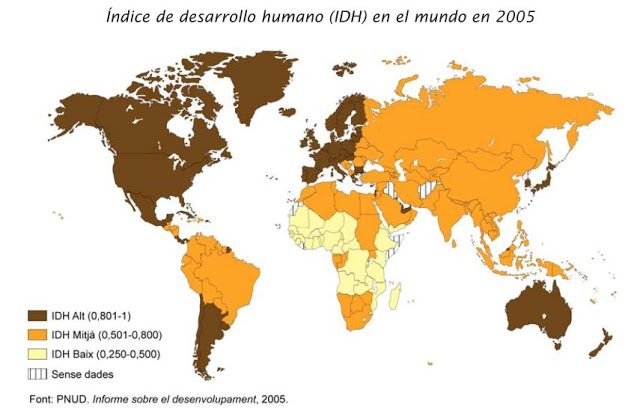 Índice de desarrollo humano (IDH) en el mundo en 2005
IDH Alt (0,801-1)
IDH Mitjà (0,501-0,800)
IDH Baix (0,250-0,500)
Sense dades
Font: PNUD. Informe sobre el desenvolupament, 2005.